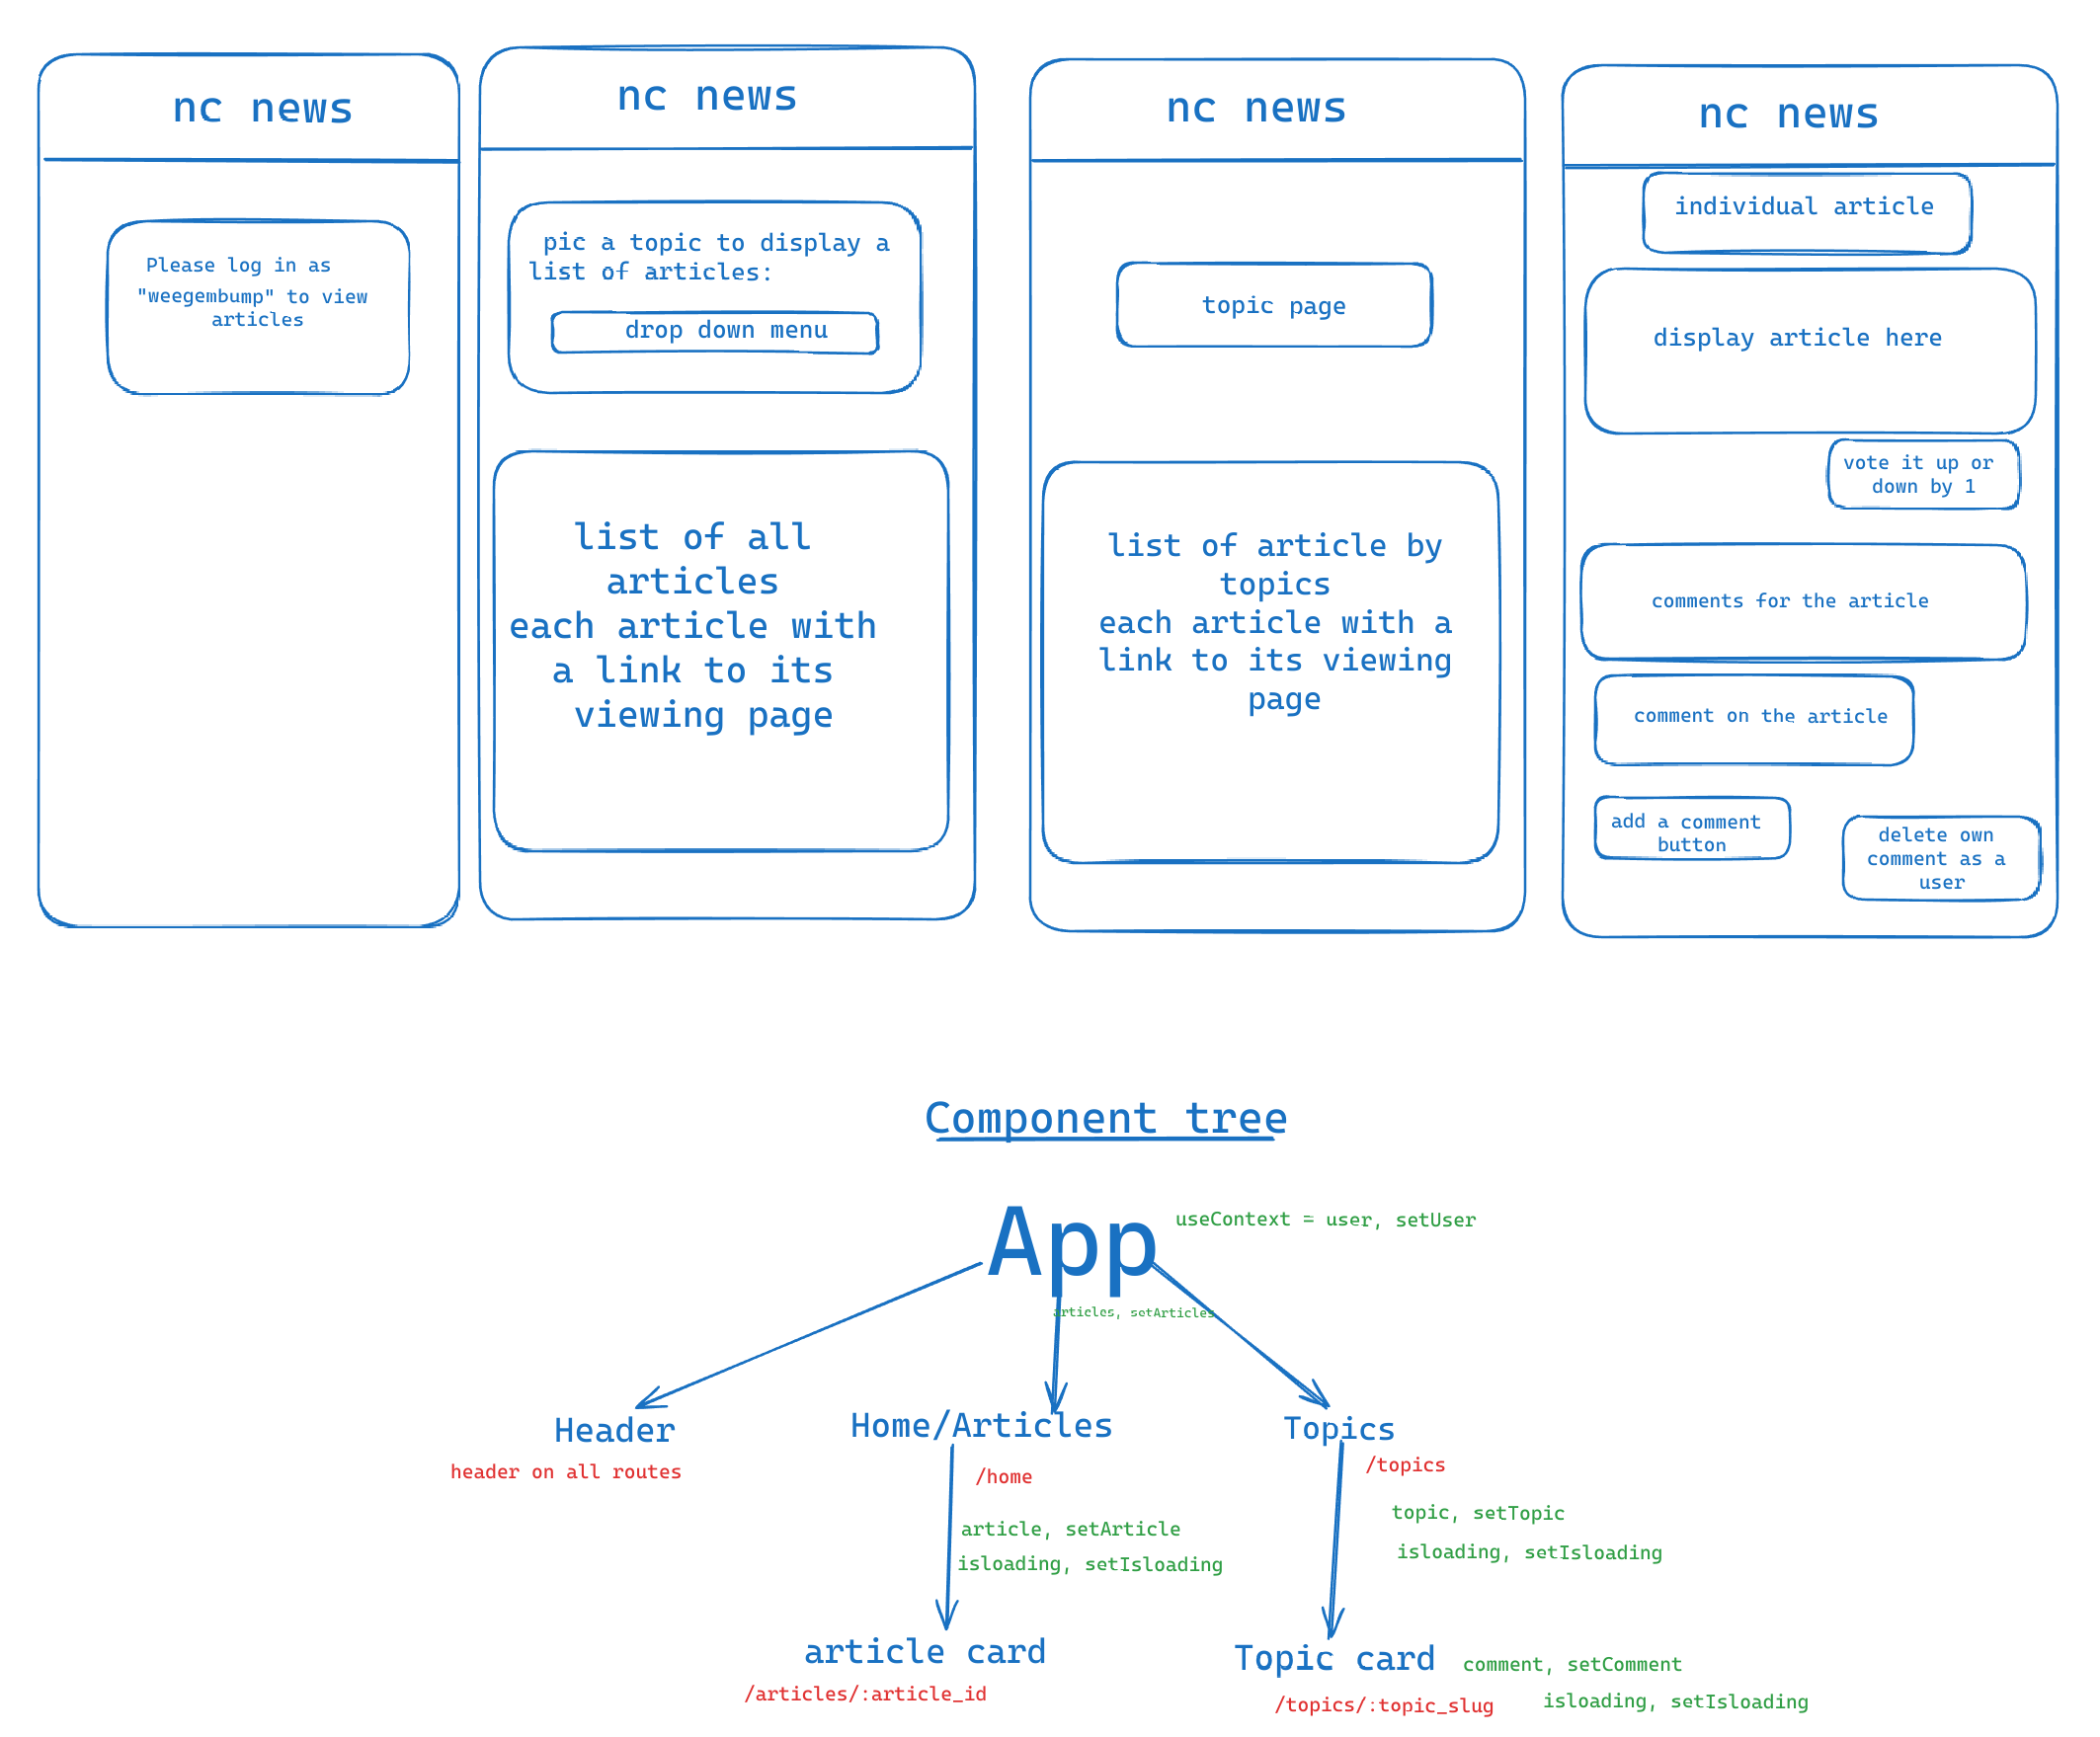 nc news
Please log in as
"weegembump" to view
articles
nc news
pic a topic to display a
list of articles:
drop down menu
list of all
articles
each article with
a link to its
viewing page
nc news
topic page
list of article by
topics
each article with a
link to its viewing
page
nc news
individual article
display article here
vote it up or
down by 1
comments for the article
comment on the article
add a comment
button
delete own
comment as a
user
Component tree
App
useContext = user, setUser
articles, setArticles
Header
header on all routes
Home/Articles
/home
article, setArticle
isloading, setIsloading
Topics
/topics
topic, setTopic
isloading, setIsloading
article card
/articles/:article_id
Topic card
/topics/:topic_slug
comment, setComment
isloading, setIsloading